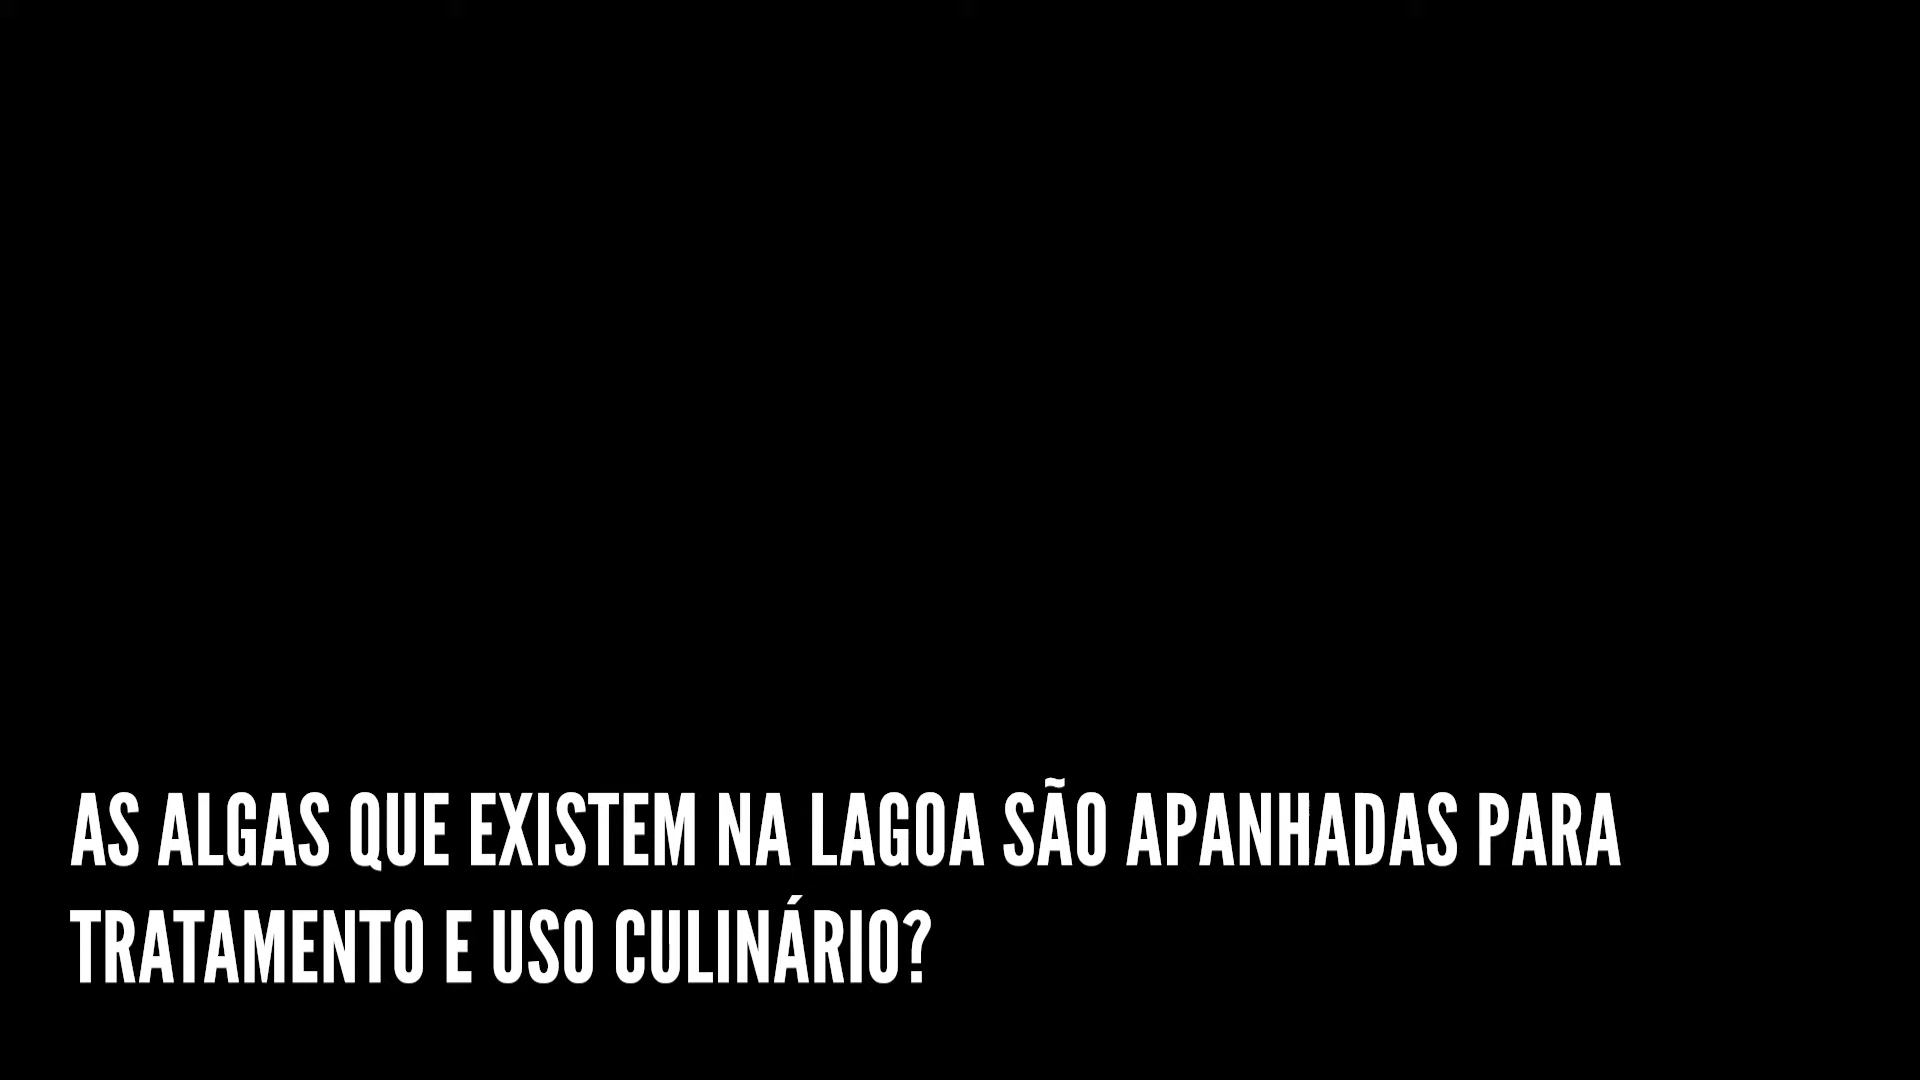 AS ALGAS QUE EXISTEM NA LAGOA SÃO APANHADAS PARA
TRATAMENTO E USO CULINÁRIO?